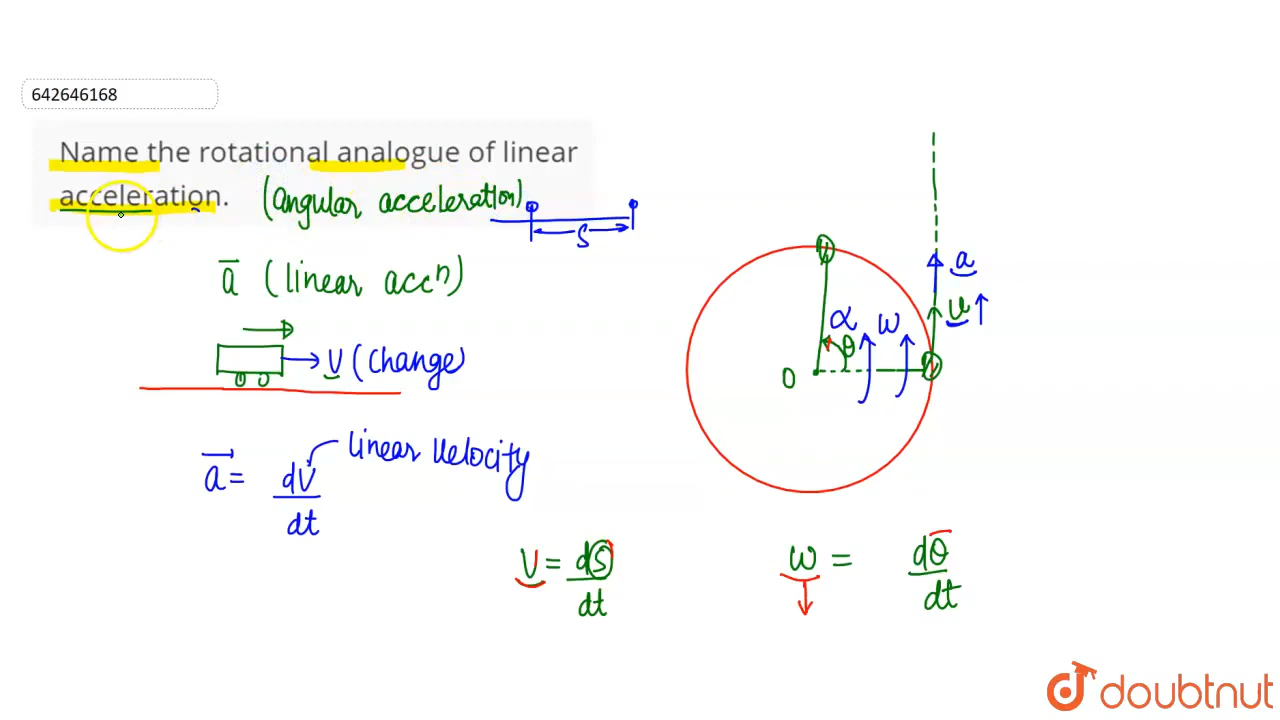 642646168
Name the rotational analogue of linear
acceleration. (angular acceleration)
S
a (linear accⁿ)
a
v
α ω
θ
V (change
O
a = dV/dt linear velocity
V = dS/dt
ω = dθ/dt
doubtnut